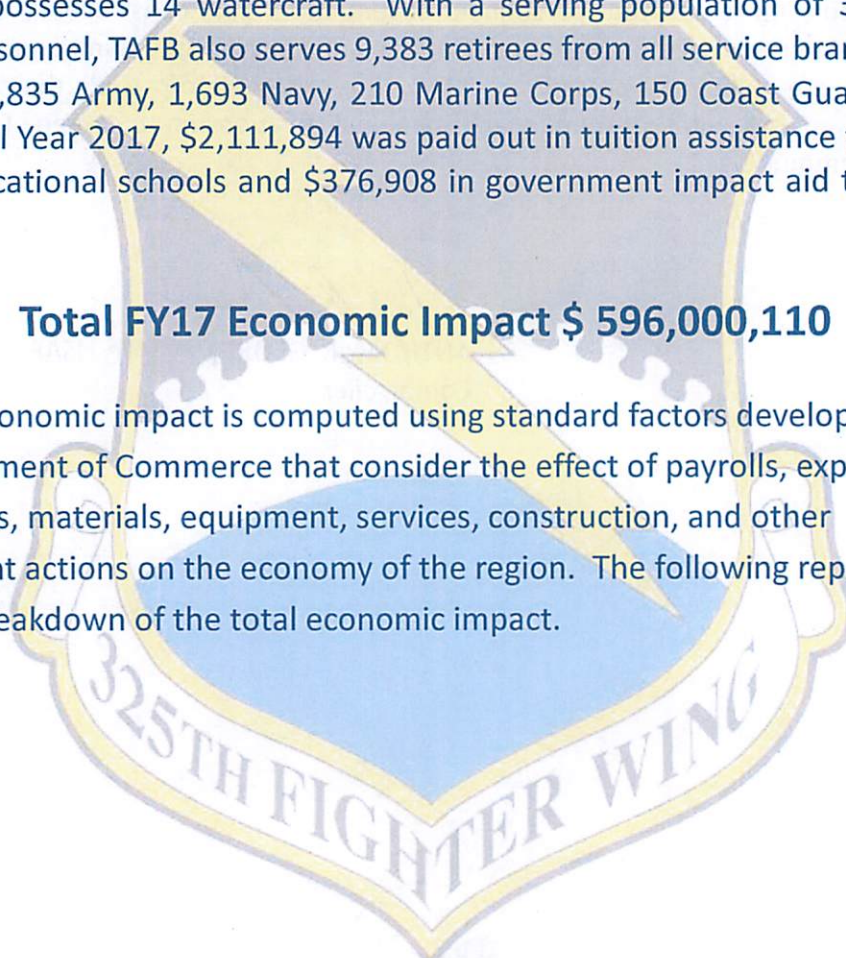 possesses 14 watercraft. With a serving population of 3
sonnel, TAFB also serves 9,383 retirees from all service bran
,835 Army, 1,693 Navy, 210 Marine Corps, 150 Coast Gua
l Year 2017, $2,111,894 was paid out in tuition assistance
cational schools and $376,908 in government impact aid t
Total FY17 Economic Impact $ 596,000,110
onomic impact is computed using standard factors develop
ment of Commerce that consider the effect of payrolls, exp
s, materials, equipment, services, construction, and other
nt actions on the economy of the region. The following rep
eakdown of the total economic impact.
325TH FIGHTER WING